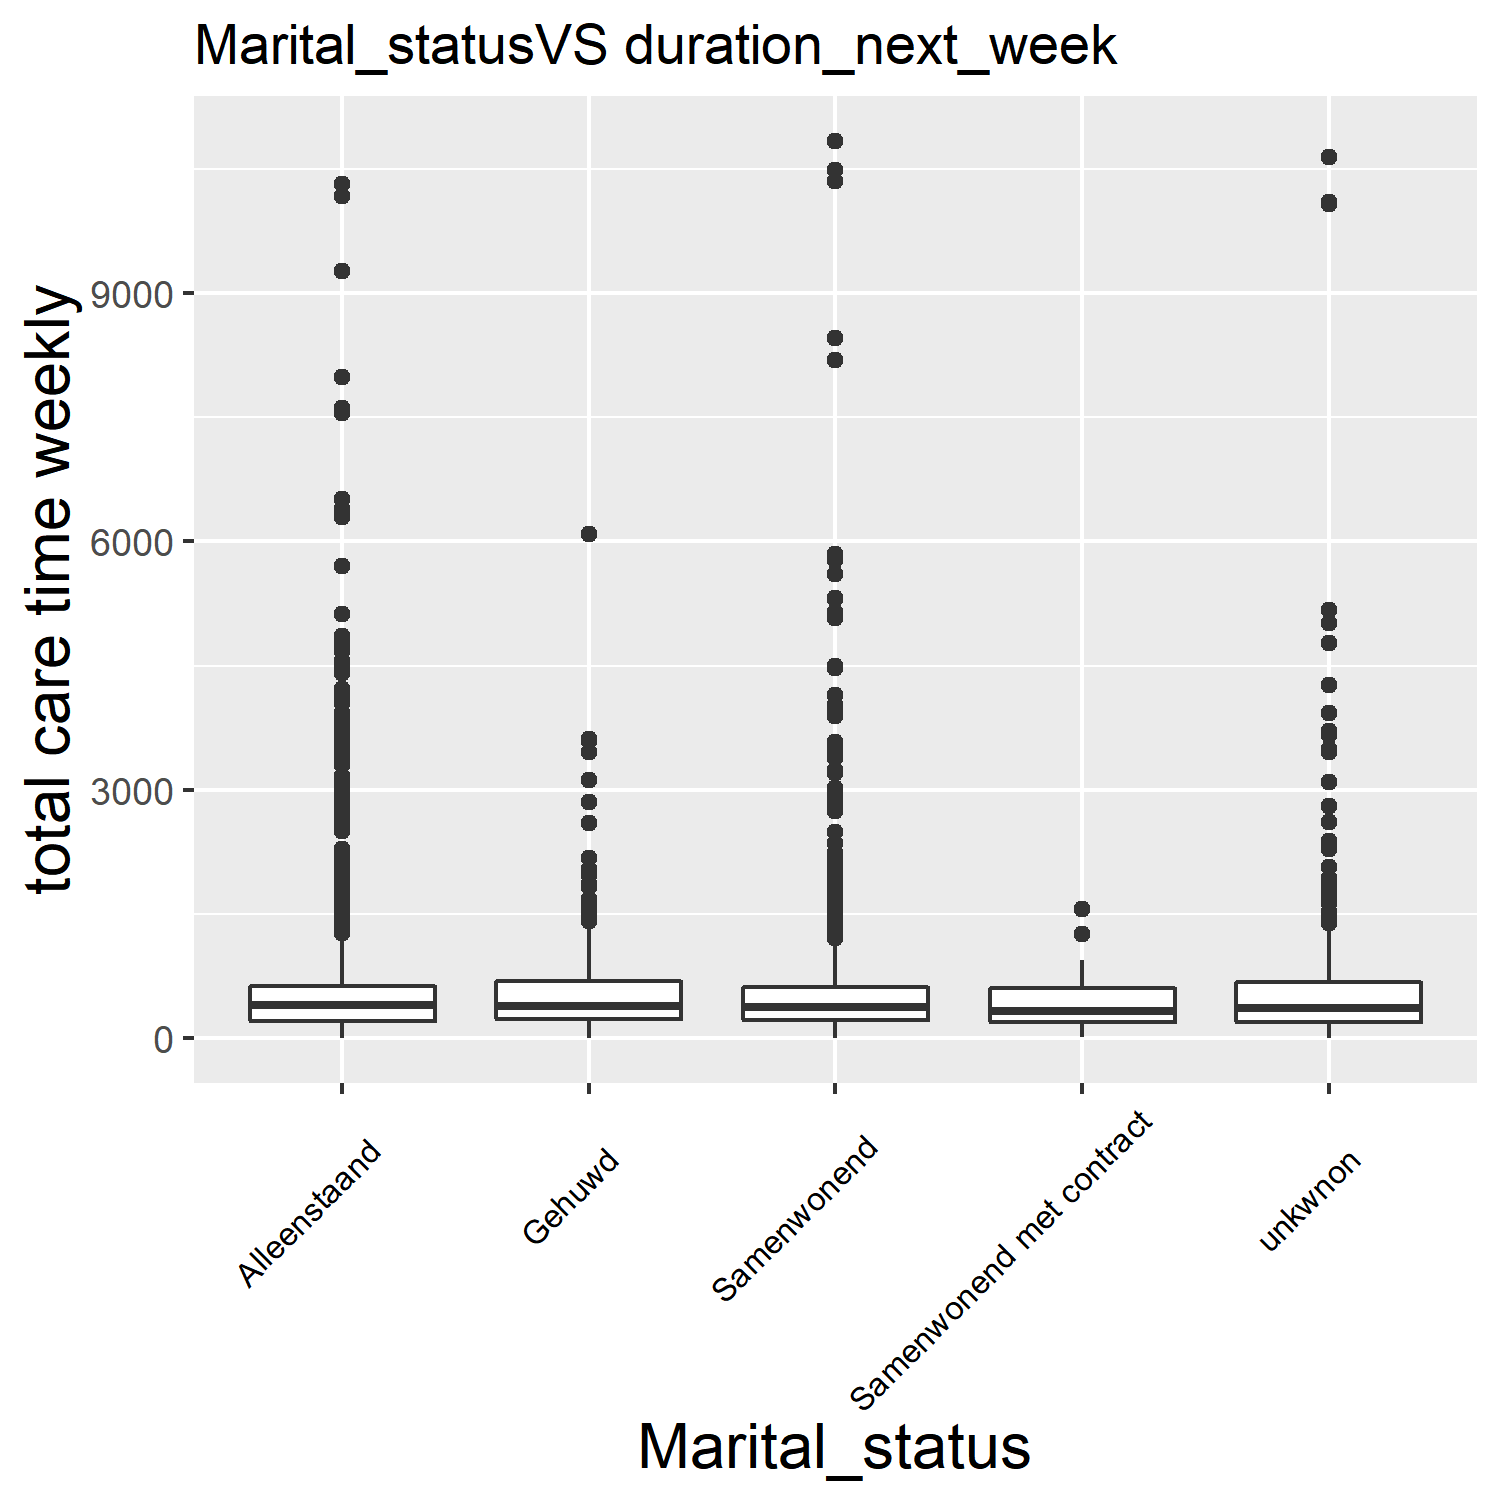 Marital_statusVS duration_next_week
total care time weekly
9000
6000
3000
0
Alleenstaand
Gehuwd
Samenwonend
Samenwonend met contract
unkwnon
Marital_status